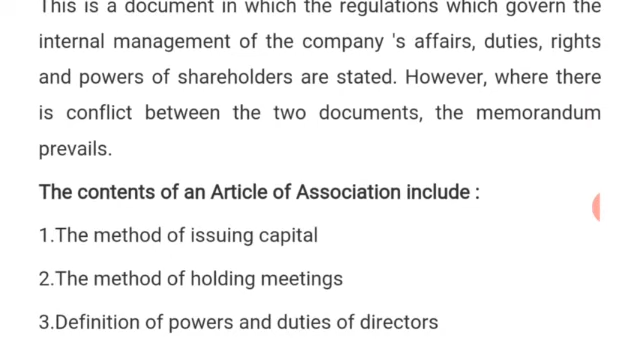 This is a document in which the regulations which govern the
internal management of the company 's affairs, duties, rights
and powers of shareholders are stated. However, where there
is conflict between the two documents, the memorandum
prevails.
The contents of an Article of Association include :
1.The method of issuing capital
2.The method of holding meetings
3.Definition of powers and duties of directors